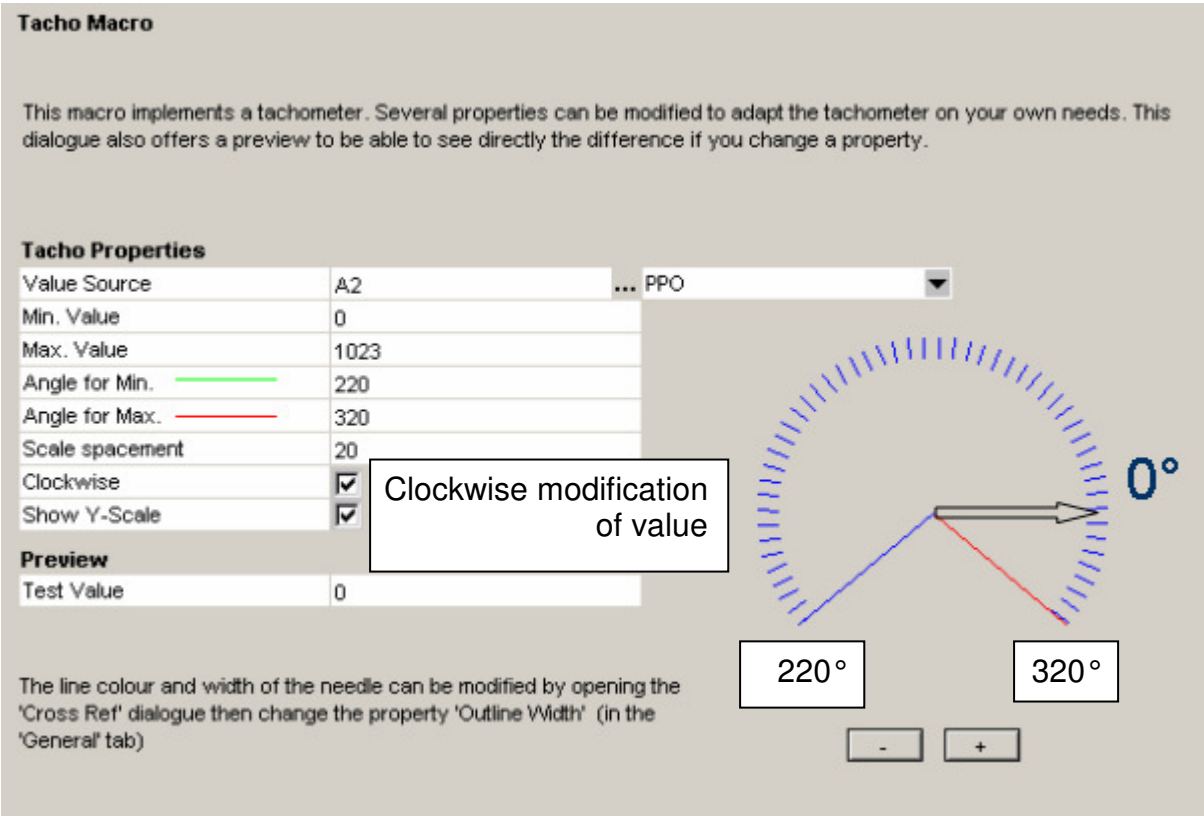 Tacho Macro
This macro implements a tachometer. Several properties can be modified to adapt the tachometer on your own needs. This
dialogue also offers a preview to be able to see directly the difference if you change a property.
Tacho Properties
Value Source A2 ... PPO
Min. Value 0
Max. Value 1023
Angle for Min. 220
Angle for Max. 320
Scale spacement 20
Clockwise
Show Y-Scale
Clockwise modification
of value
0°
Preview
Test Value 0
220°
320°
The line colour and width of the needle can be modified by opening the
'Cross Ref' dialogue then change the property 'Outline Width' (in the
'General' tab)
- +